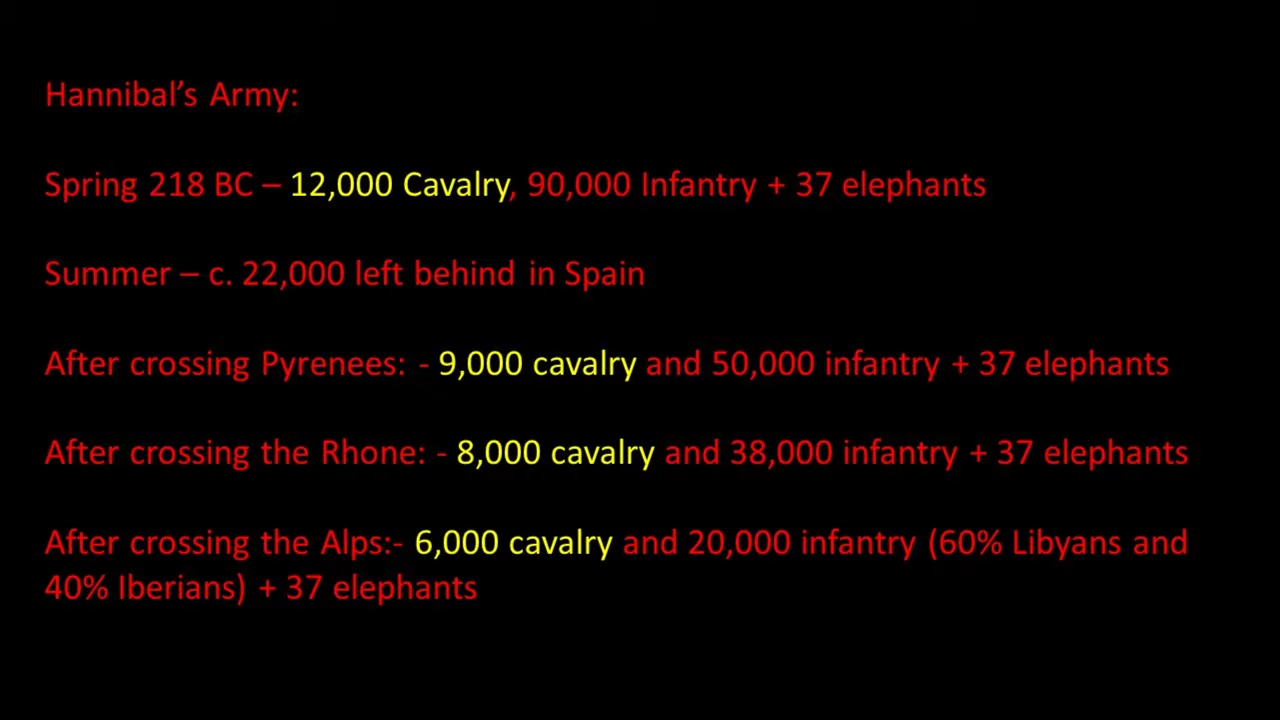 Hannibal’s Army:
Spring 218 BC – 12,000 Cavalry, 90,000 Infantry + 37 elephants
Summer – c. 22,000 left behind in Spain
After crossing Pyrenees: - 9,000 cavalry and 50,000 infantry + 37 elephants
After crossing the Rhone: - 8,000 cavalry and 38,000 infantry + 37 elephants
After crossing the Alps:- 6,000 cavalry and 20,000 infantry (60% Libyans and
40% Iberians) + 37 elephants